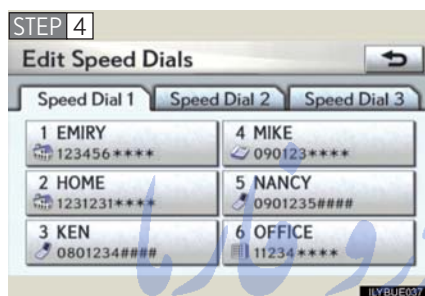 STEP 4
Edit Speed Dials
Speed Dial 1 Speed Dial 2 Speed Dial 3
1 EMIRY
123456****
4 MIKE
090123****
2 HOME
1231231****
5 NANCY
0901235####
3 KEN
0801234####
6 OFFICE
11234****
ILYBUE037